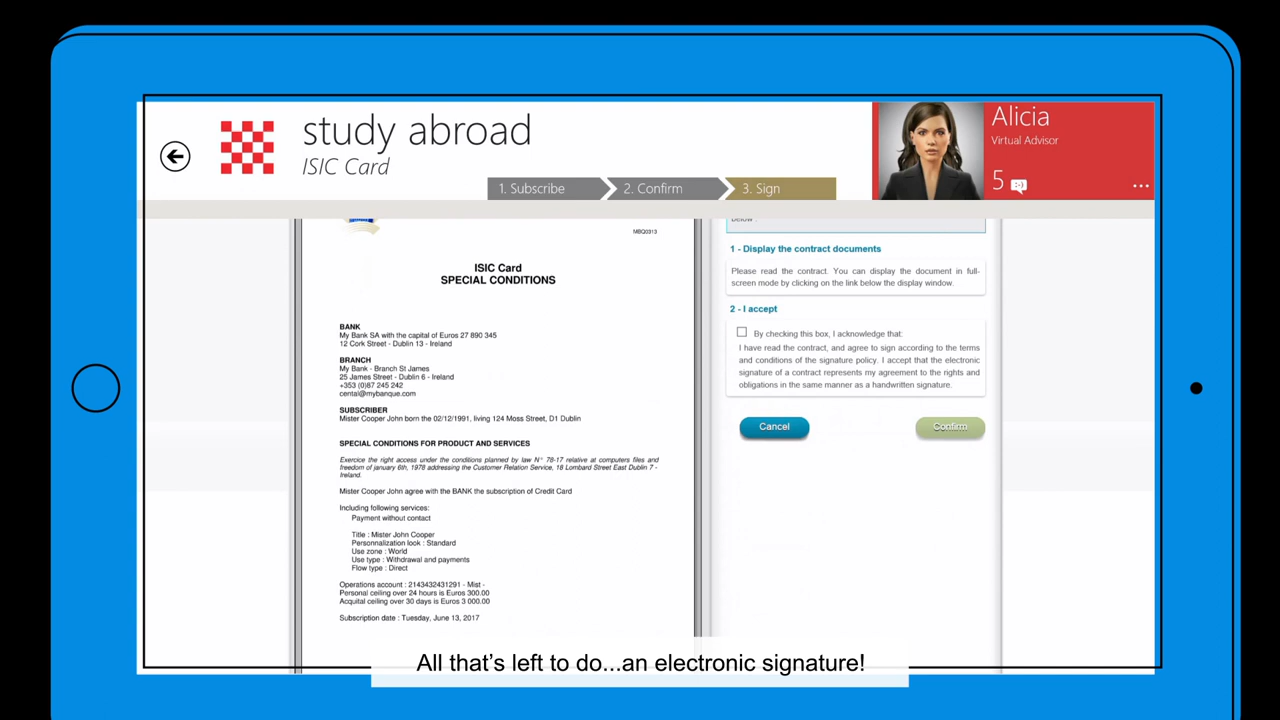 study abroad
ISIC Card
1. Subscribe
2. Confirm
3. Sign
Alicia
Virtual Advisor
5
MBQ0313
ISIC Card
SPECIAL CONDITIONS
BANK
My Bank SA with the capital of Euros 27 890 345
12 Cork Street - Dublin 13 - Ireland
BRANCH
My Bank - Branch St James
25 James Street - Dublin 6 - Ireland
+353 (0)87 245 242
cental@mybanque.com
SUBSCRIBER
Mister Cooper John born the 02/12/1991, living 124 Moss Street, D1 Dublin
SPECIAL CONDITIONS FOR PRODUCT AND SERVICES
Exercice the right access under the conditions planned by law N° 78-17 relative at computers files and
freedom of january 6th, 1978 addressing the Customer Relation Service, 18 Lombard Street East Dublin 7 -
Ireland.
Mister Cooper John agree with the BANK the subscription of Credit Card
Including following services:
Payment without contact
Title : Mister John Cooper
Personnalization look : Standard
Use zone : World
Use type : Withdrawal and payments
Flow type : Direct
Operations account : 2143432431291 - Mist -
Personal ceiling over 24 hours is Euros 300.00
Acquital ceiling over 30 days is Euros 3 000.00
Subscription date : Tuesday, June 13, 2017
below :
1 - Display the contract documents
Please read the contract. You can display the document in full-
screen mode by clicking on the link below the display window.
2 - I accept
By checking this box, I acknowledge that:
I have read the contract, and agree to sign according to the terms
and conditions of the signature policy. I accept that the electronic
signature of a contract represents my agreement to the rights and
obligations in the same manner as a handwritten signature.
Cancel
Confirm
All that's left to do...an electronic signature!